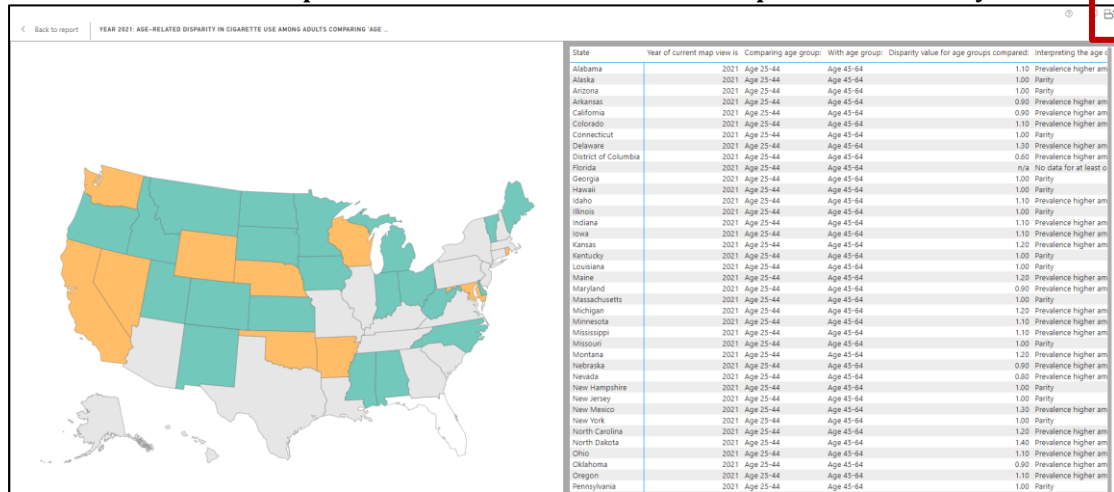 Back to report YEAR 2021: AGE-RELATED DISPARITY IN CIGARETTE USE AMONG ADULTS COMPARING 'AGE ...
State Year of current map view is Comparing age group: With age group: Disparity value for age groups compared: Interpreting the age
Alabama 2021 Age 25-44 Age 45-64 1.10 Prevalence higher am
Alaska 2021 Age 25-44 Age 45-64 1.00 Parity
Arizona 2021 Age 25-44 Age 45-64 1.00 Parity
Arkansas 2021 Age 25-44 Age 45-64 0.90 Prevalence higher am
California 2021 Age 25-44 Age 45-64 0.90 Prevalence higher am
Colorado 2021 Age 25-44 Age 45-64 1.10 Prevalence higher am
Connecticut 2021 Age 25-44 Age 45-64 1.00 Parity
Delaware 2021 Age 25-44 Age 45-64 1.30 Prevalence higher am
District of Columbia 2021 Age 25-44 Age 45-64 0.60 Prevalence higher am
Florida 2021 Age 25-44 Age 45-64 n/a No data for at least o
Georgia 2021 Age 25-44 Age 45-64 1.00 Parity
Hawaii 2021 Age 25-44 Age 45-64 1.00 Parity
Idaho 2021 Age 25-44 Age 45-64 1.10 Prevalence higher am
Illinois 2021 Age 25-44 Age 45-64 1.00 Parity
Indiana 2021 Age 25-44 Age 45-64 1.10 Prevalence higher am
Iowa 2021 Age 25-44 Age 45-64 1.10 Prevalence higher am
Kansas 2021 Age 25-44 Age 45-64 1.20 Prevalence higher am
Kentucky 2021 Age 25-44 Age 45-64 1.00 Parity
Louisiana 2021 Age 25-44 Age 45-64 1.00 Parity
Maine 2021 Age 25-44 Age 45-64 1.20 Prevalence higher am
Maryland 2021 Age 25-44 Age 45-64 0.90 Prevalence higher am
Massachusetts 2021 Age 25-44 Age 45-64 1.00 Parity
Michigan 2021 Age 25-44 Age 45-64 1.20 Prevalence higher am
Minnesota 2021 Age 25-44 Age 45-64 1.10 Prevalence higher am
Mississippi 2021 Age 25-44 Age 45-64 1.10 Prevalence higher am
Missouri 2021 Age 25-44 Age 45-64 1.00 Parity
Montana 2021 Age 25-44 Age 45-64 1.20 Prevalence higher am
Nebraska 2021 Age 25-44 Age 45-64 0.90 Prevalence higher am
Nevada 2021 Age 25-44 Age 45-64 0.80 Prevalence higher am
New Hampshire 2021 Age 25-44 Age 45-64 1.00 Parity
New Jersey 2021 Age 25-44 Age 45-64 1.00 Parity
New Mexico 2021 Age 25-44 Age 45-64 1.30 Prevalence higher am
New York 2021 Age 25-44 Age 45-64 1.00 Parity
North Carolina 2021 Age 25-44 Age 45-64 1.20 Prevalence higher am
North Dakota 2021 Age 25-44 Age 45-64 1.40 Prevalence higher am
Ohio 2021 Age 25-44 Age 45-64 1.10 Prevalence higher am
Oklahoma 2021 Age 25-44 Age 45-64 0.90 Prevalence higher am
Oregon 2021 Age 25-44 Age 45-64 1.10 Prevalence higher am
Pennsylvania 2021 Age 25-44 Age 45-64 1.00 Parity